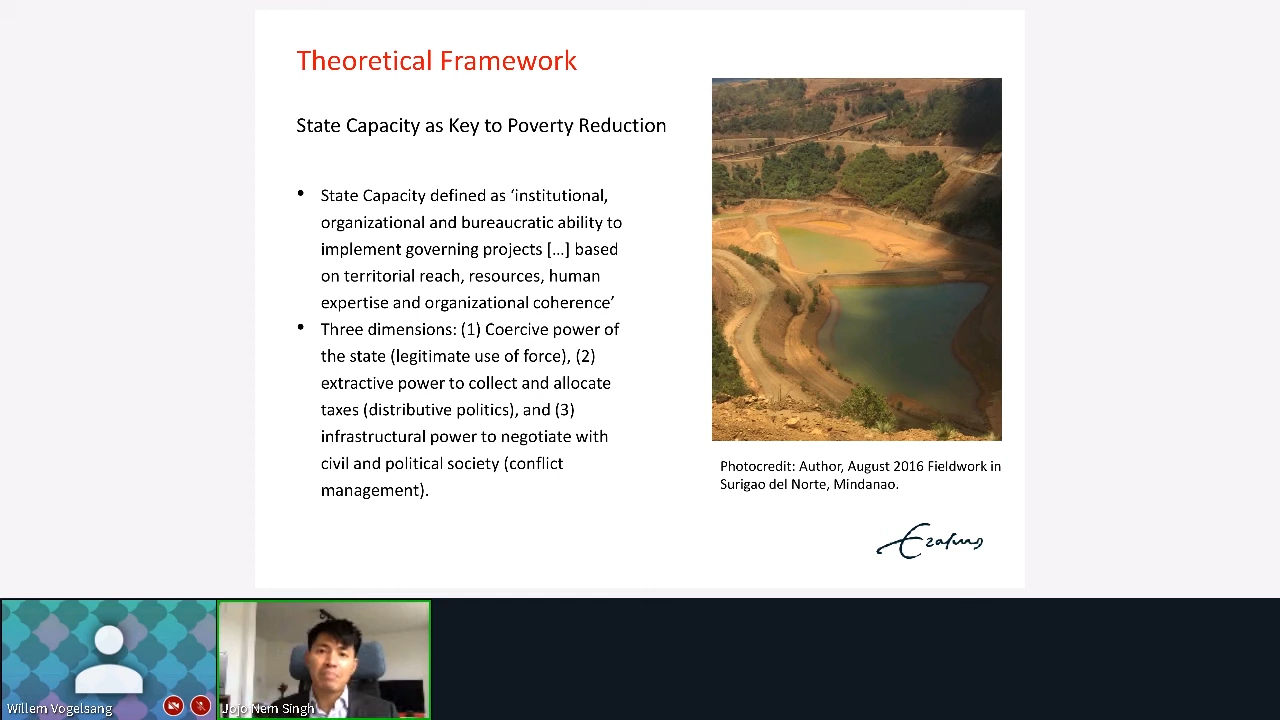 Theoretical Framework
State Capacity as Key to Poverty Reduction
• State Capacity defined as ‘institutional,
organizational and bureaucratic ability to
implement governing projects […] based
on territorial reach, resources, human
expertise and organizational coherence’
• Three dimensions: (1) Coercive power of
the state (legitimate use of force), (2)
extractive power to collect and allocate
taxes (distributive politics), and (3)
infrastructural power to negotiate with
civil and political society (conflict
management).
Photocredit: Author, August 2016 Fieldwork in
Surigao del Norte, Mindanao.
Erasmus
Willem Vogelsang
Jojo Nem Singh